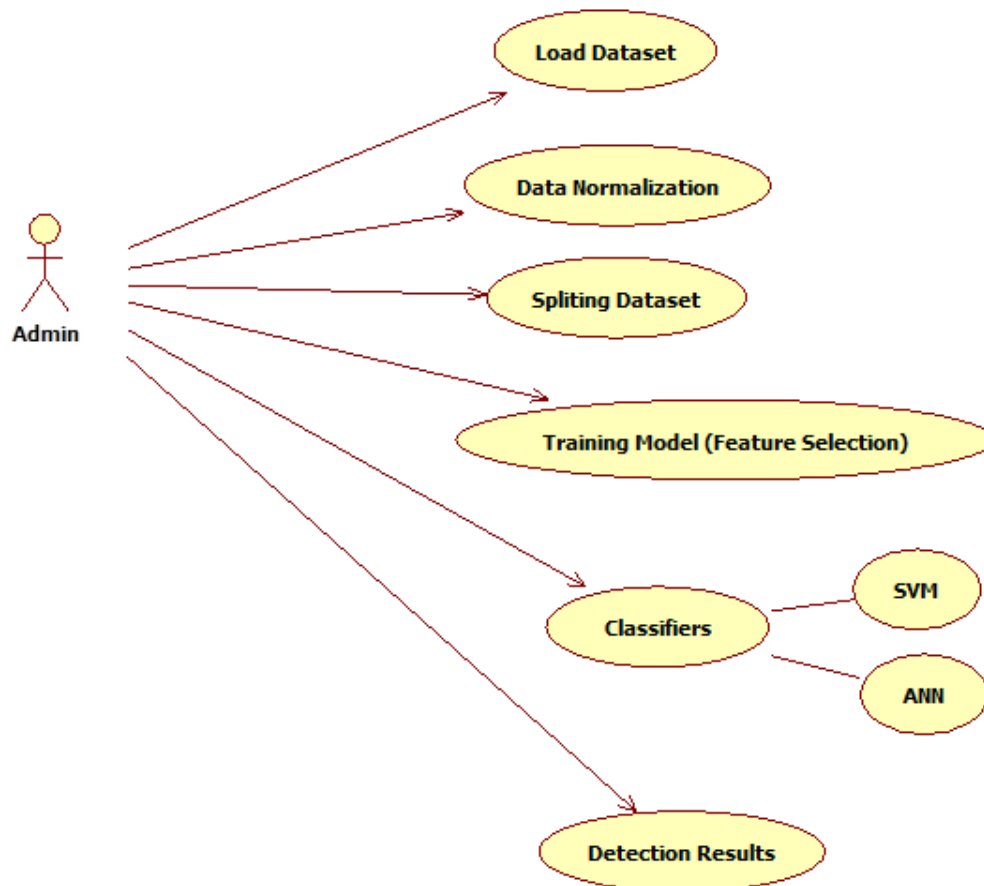 Load Dataset
Data Normalization
Spliting Dataset
Admin
Training Model (Feature Selection)
SVM
Classifiers
ANN
Detection Results